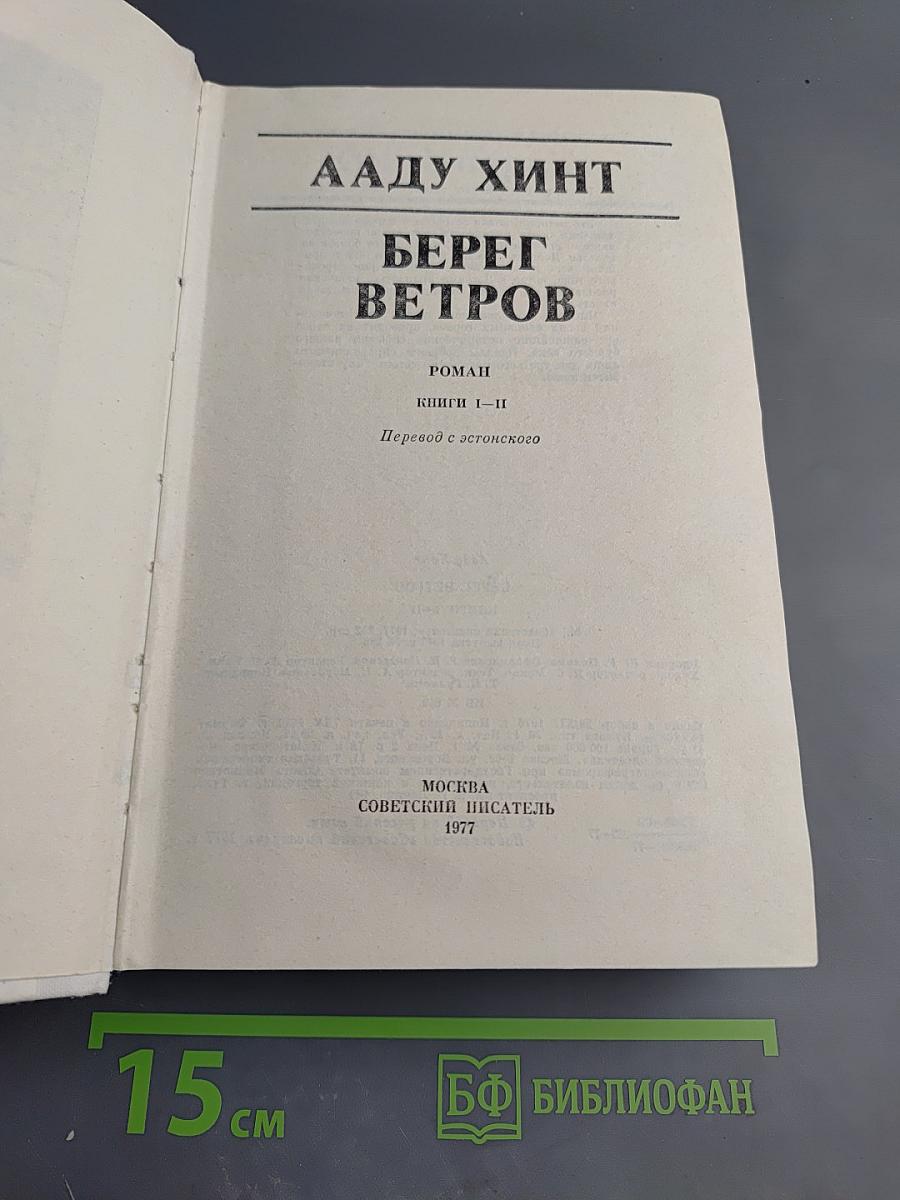 ААДУ ХИНТ
БЕРЕГ
ВЕТРОВ
РОМАН
КНИГИ I—II
Перевод с эстонского
МОСКВА
СОВЕТСКИЙ ПИСАТЕЛЬ
1977
15 см
БФ БИБЛИОФАН